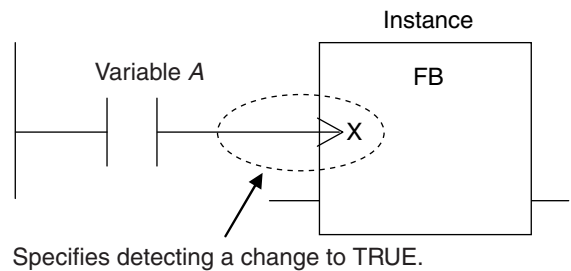 Instance
Variable A
FB
X
Specifies detecting a change to TRUE.